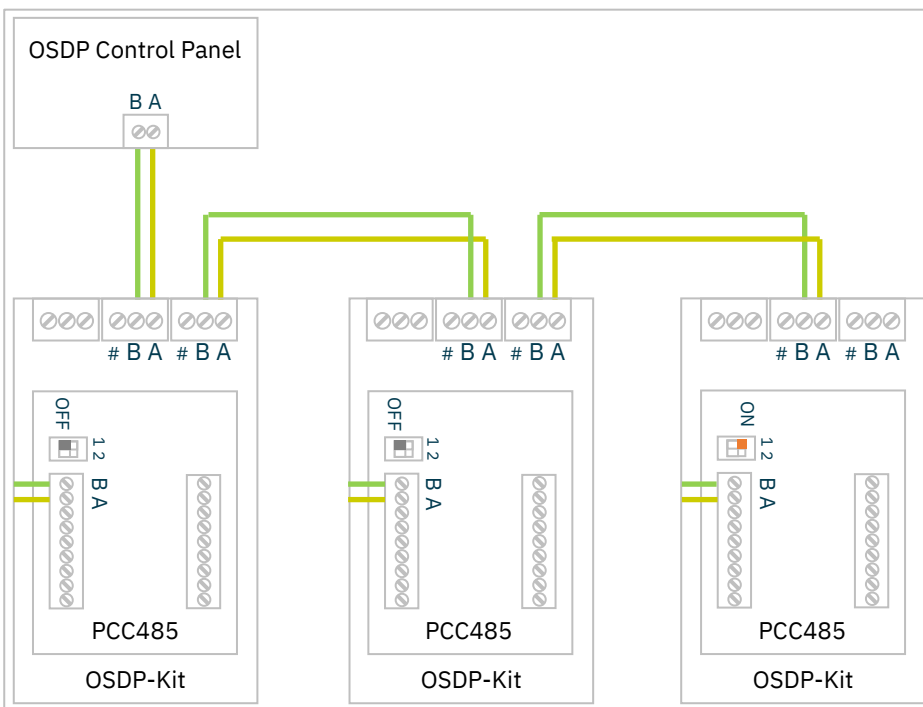 OSDP Control Panel
B A
# B A # B A
# B A # B A
# B A # B A
OFF
1 2
B A
PCC485
OSDP-Kit
OFF
1 2
B A
PCC485
OSDP-Kit
ON
1 2
B A
PCC485
OSDP-Kit